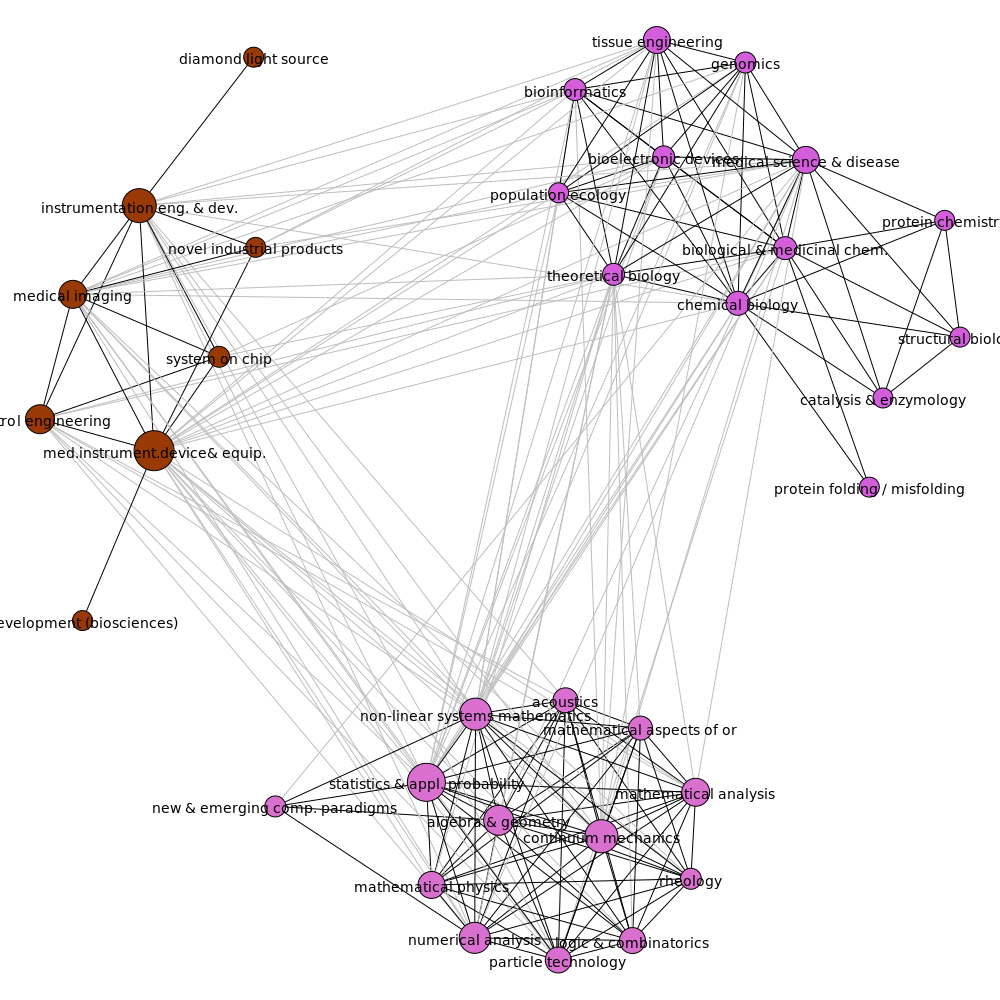 tissue engineering
diamond light source
genomics
bioinformatics
bioelectronic devices
medical science & disease
population ecology
instrumentation eng. & dev.
protein chemistr
novel industrial products
biological & medicinal chem.
theoretical biology
medical imaging
chemical biology
structural biolo
system on chip
catalysis & enzymology
rol engineering
med.instrument.device& equip.
protein folding / misfolding
evelopment (biosciences)
acoustics
non-linear systems mathematics
mathematical aspects of or
statistics & appl. probability
mathematical analysis
new & emerging comp. paradigms
algebra & geometry
continuum mechanics
rheology
mathematical physics
numerical analysis
logic & combinatorics
particle technology